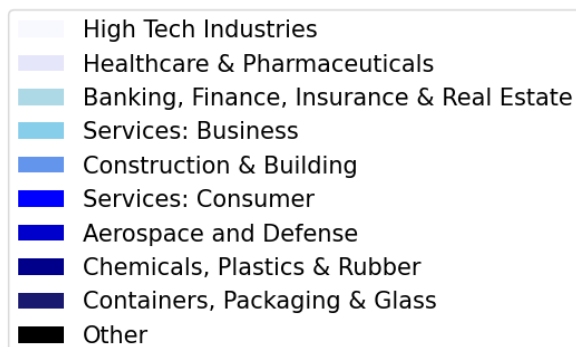 High Tech Industries
Healthcare & Pharmaceuticals
Banking, Finance, Insurance & Real Estate
Services: Business
Construction & Building
Services: Consumer
Aerospace and Defense
Chemicals, Plastics & Rubber
Containers, Packaging & Glass
Other